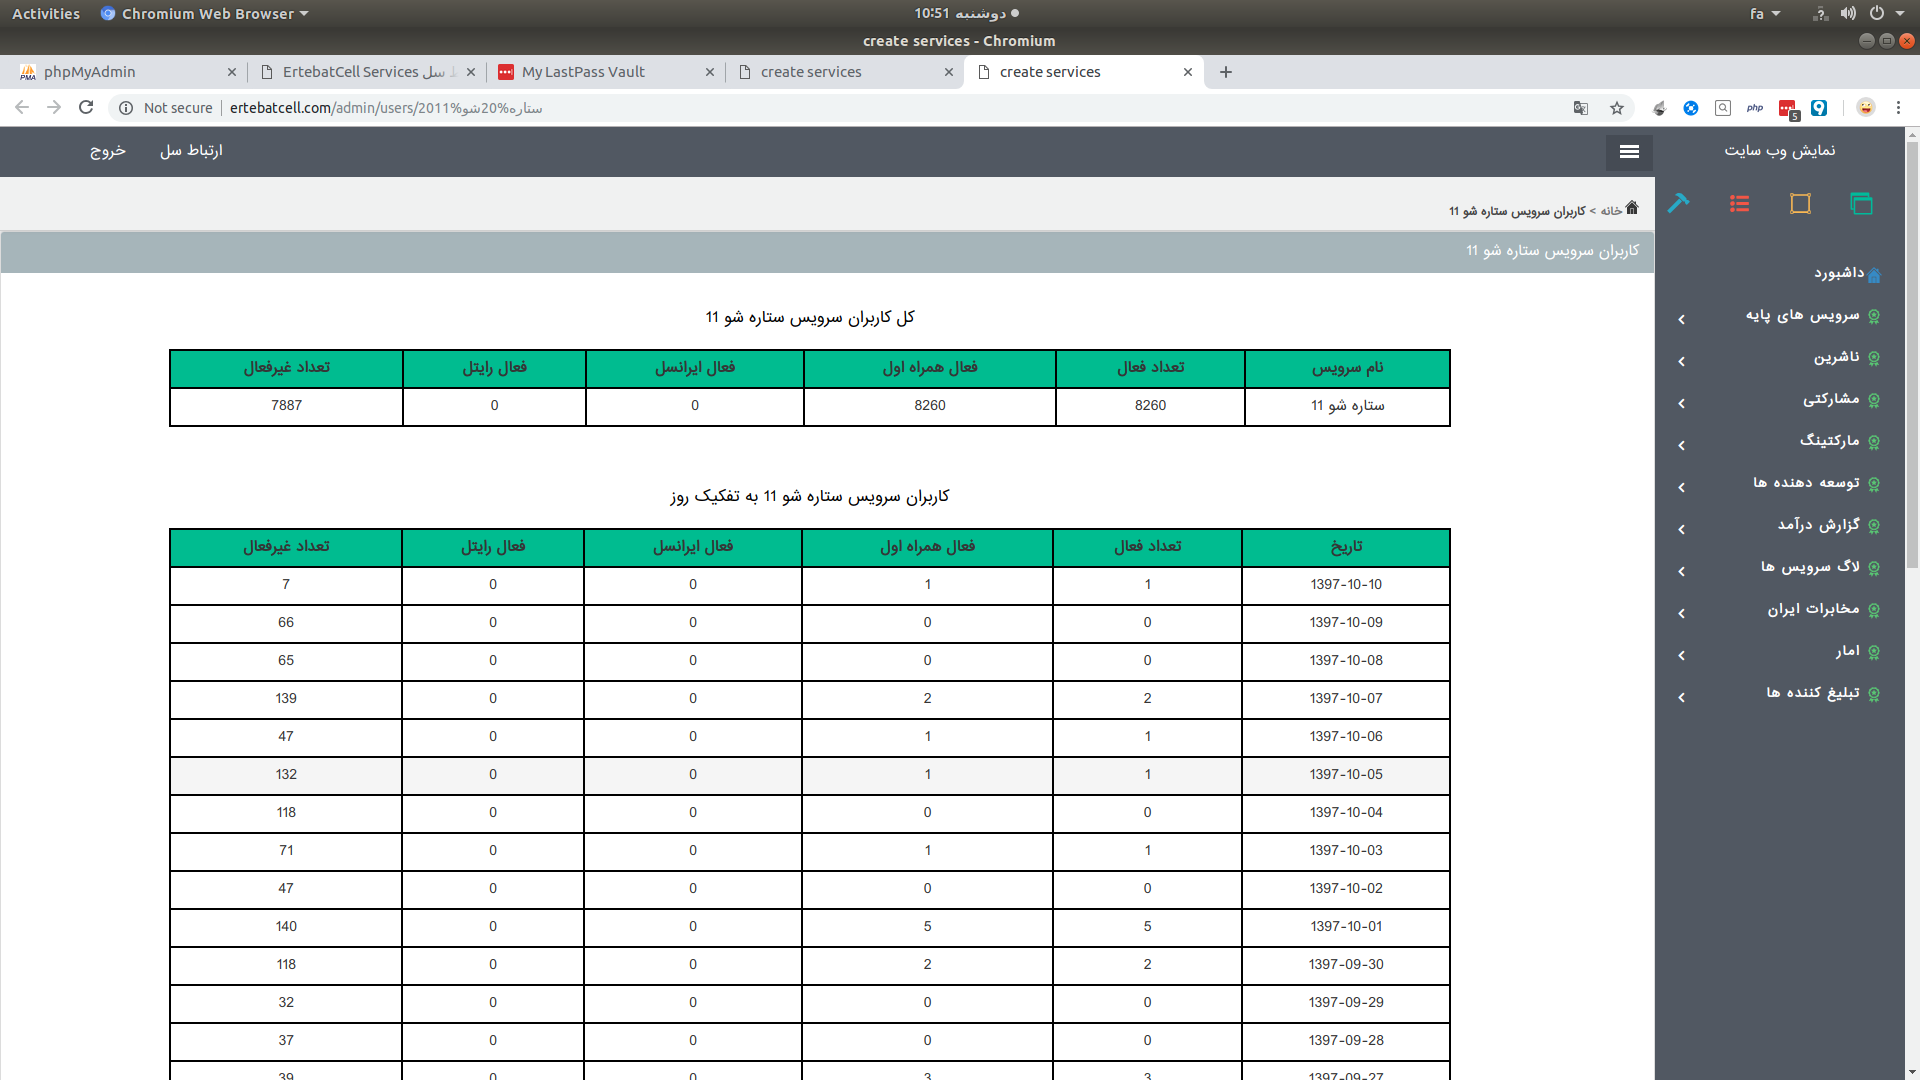 Activities Chromium Web Browser دوشنبه 10:51 fa
create services - Chromium
phpMyAdmin ErtebatCell Services My LastPass Vault create services create services
Not secure ertebatcell.com/admin/users/ستاره%20شو%2011 php 5
نمایش وب سایت ارتباط سل خروج
خانه > کاربران سرویس ستاره شو 11
کاربران سرویس ستاره شو 11
داشبورد
سرویس های پایه
ناشرین
مشارکتی
مارکتینگ
توسعه دهنده ها
گزارش درآمد
لاگ سرویس ها
مخابرات ایران
امار
تبلیغ کننده ها
کل کاربران سرویس ستاره شو 11
نام سرویس تعداد فعال فعال همراه اول فعال ایرانسل فعال رایتل تعداد غیرفعال
ستاره شو 11 8260 8260 0 0 7887
کاربران سرویس ستاره شو 11 به تفکیک روز
تاریخ تعداد فعال فعال همراه اول فعال ایرانسل فعال رایتل تعداد غیرفعال
1397-10-10 1 1 0 0 7
1397-10-09 0 0 0 0 66
1397-10-08 0 0 0 0 65
1397-10-07 2 2 0 0 139
1397-10-06 1 1 0 0 47
1397-10-05 1 1 0 0 132
1397-10-04 0 0 0 0 118
1397-10-03 1 1 0 0 71
1397-10-02 0 0 0 0 47
1397-10-01 5 5 0 0 140
1397-09-30 2 2 0 0 118
1397-09-29 0 0 0 0 32
1397-09-28 0 0 0 0 37
1397-09-27 3 3 0 0 39